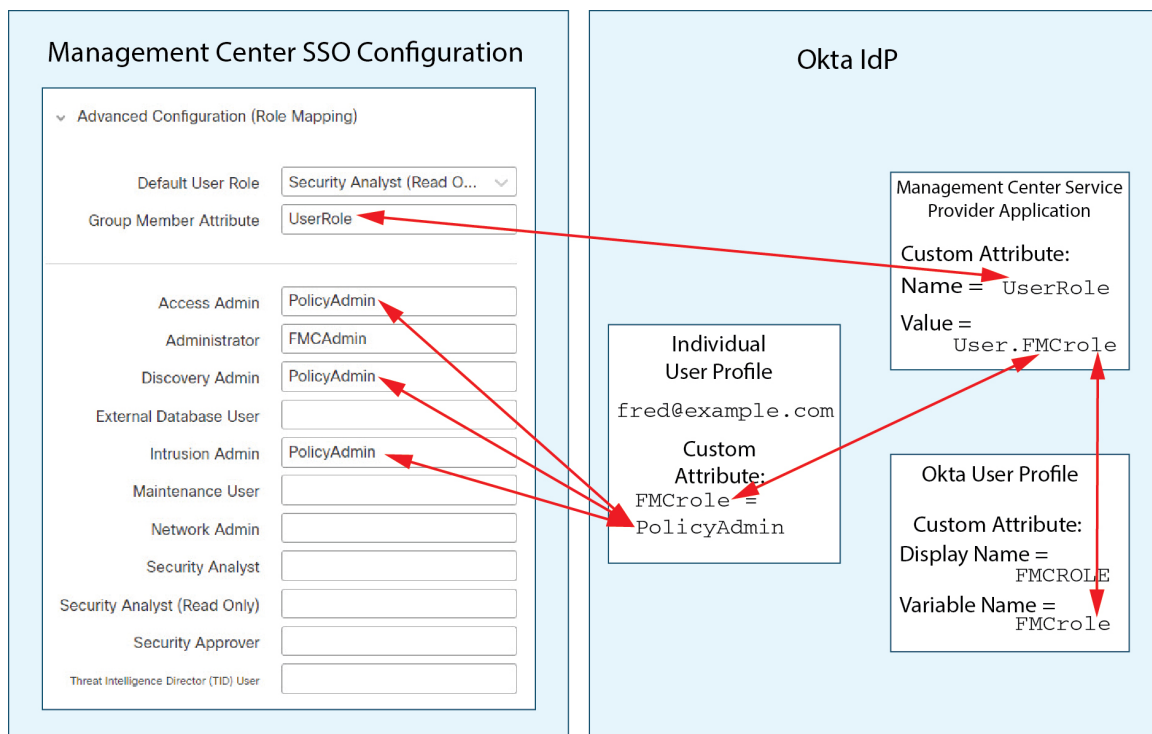 Management Center SSO Configuration
Advanced Configuration (Role Mapping)
Default User Role
Security Analyst (Read O...
Group Member Attribute
UserRole
Access Admin
PolicyAdmin
Administrator
FMCAdmin
Discovery Admin
PolicyAdmin
External Database User
Intrusion Admin
PolicyAdmin
Maintenance User
Network Admin
Security Analyst
Security Analyst (Read Only)
Security Approver
Threat Intelligence Director (TID) User
Okta IdP
Individual
User Profile
fred@example.com
Custom
Attribute:
FMCrole =
PolicyAdmin
Management Center Service
Provider Application
Custom Attribute:
Name = UserRole
Value =
User.FMCrole
Okta User Profile
Custom Attribute:
Display Name =
FMCROLE
Variable Name =
FMCrole